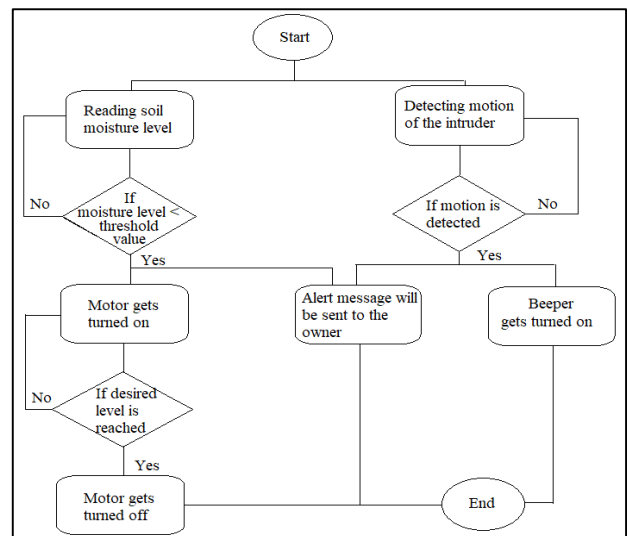 Start
Reading soil
moisture level
Detecting motion
of the intruder
No
If
moisture level <
threshold
value
If motion is
detected
No
Yes
Yes
Motor gets
turned on
Alert message will
be sent to the
owner
Beeper
gets turned on
No
If desired
level is
reached
Yes
Motor gets
turned off
End